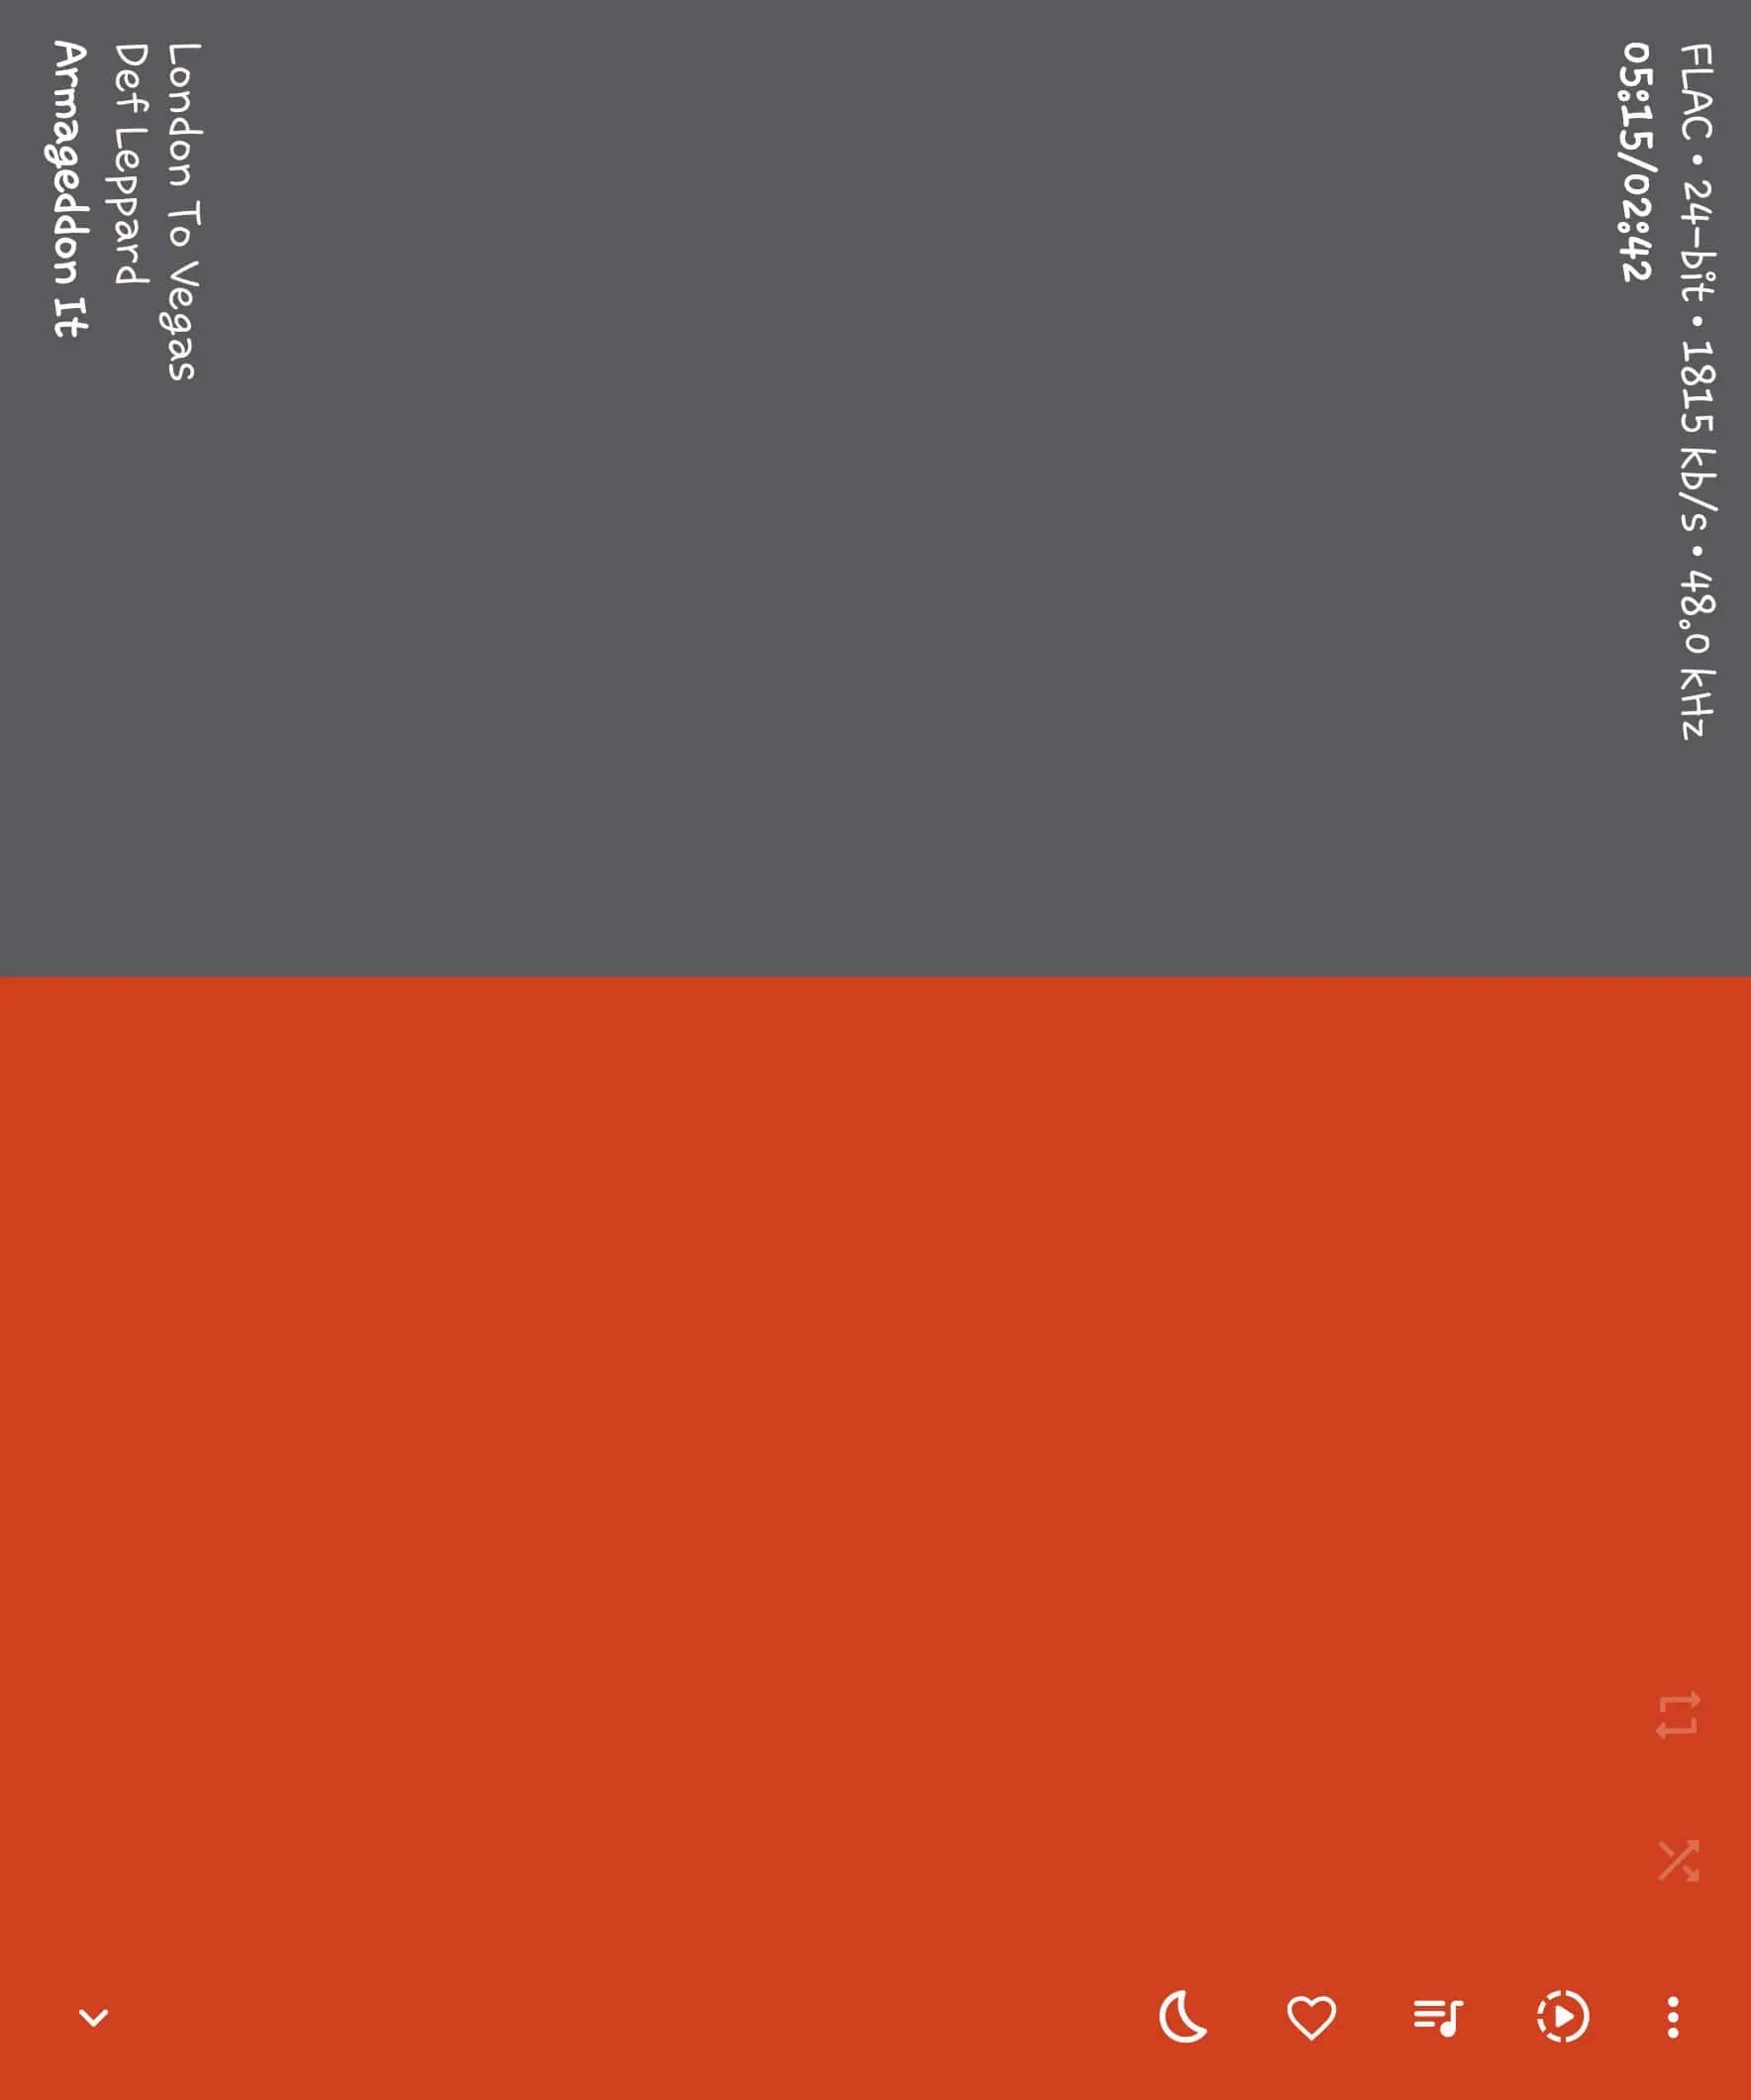 FLAC • 24-bit • 1815 kb/s • 48.0 kHz
05:15/02:42
London To Vegas
Def Leppard
Armageddon It